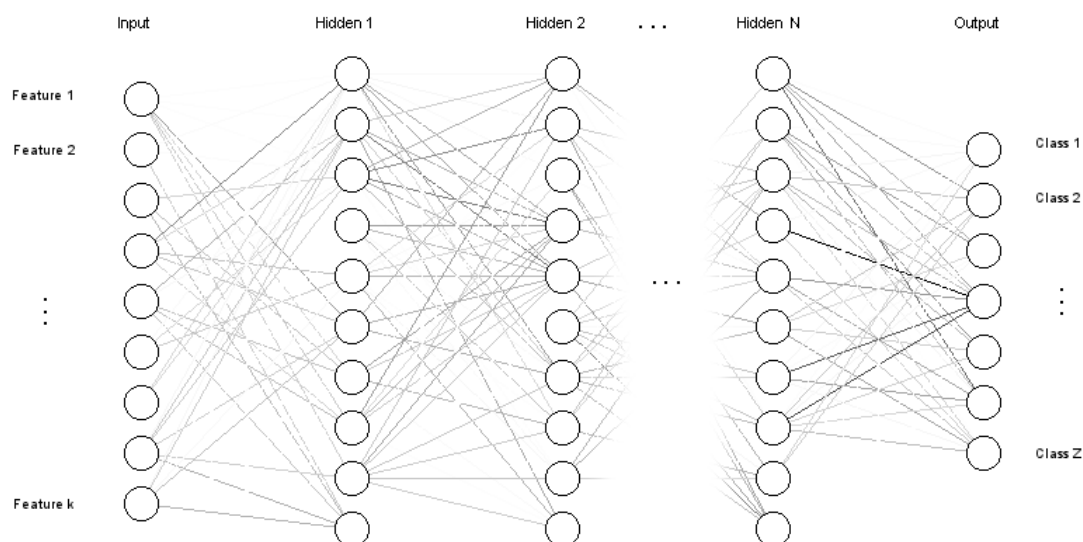 Input Hidden 1 Hidden 2 . . . Hidden N Output
Feature 1
Class 1
Feature 2
Class 2
. . .
Class Z
Feature k